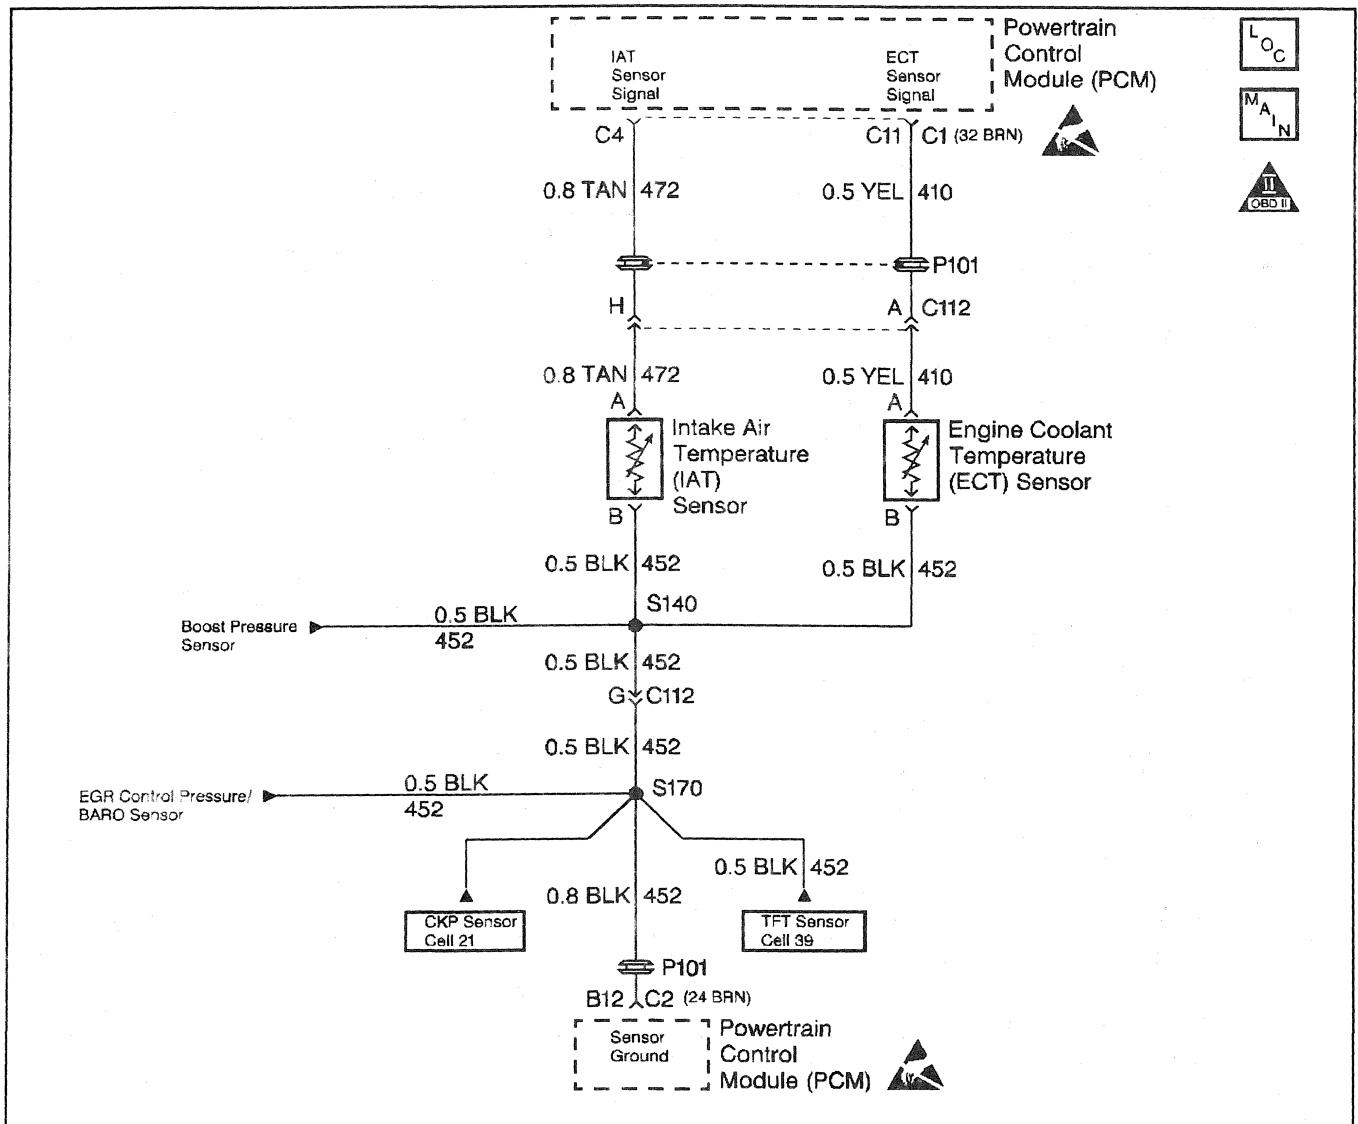 Powertrain
Control
Module (PCM)
IAT
Sensor
Signal
ECT
Sensor
Signal
LOC
MAIN
II
OBD II
C4
C11 C1 (32 BRN)
0.8 TAN 472
0.5 YEL 410
P101
H
A C112
0.8 TAN 472
0.5 YEL 410
A
A
Intake Air
Temperature
(IAT)
Sensor
Engine Coolant
Temperature
(ECT) Sensor
B
B
0.5 BLK 452
0.5 BLK 452
S140
Boost Pressure
Sensor
0.5 BLK
452
0.5 BLK 452
G C112
0.5 BLK 452
S170
EGR Control Pressure/
BARO Sensor
0.5 BLK
452
0.5 BLK 452
0.8 BLK 452
CKP Sensor
Cell 21
TFT Sensor
Cell 39
P101
B12 C2 (24 BRN)
Sensor
Ground
Powertrain
Control
Module (PCM)